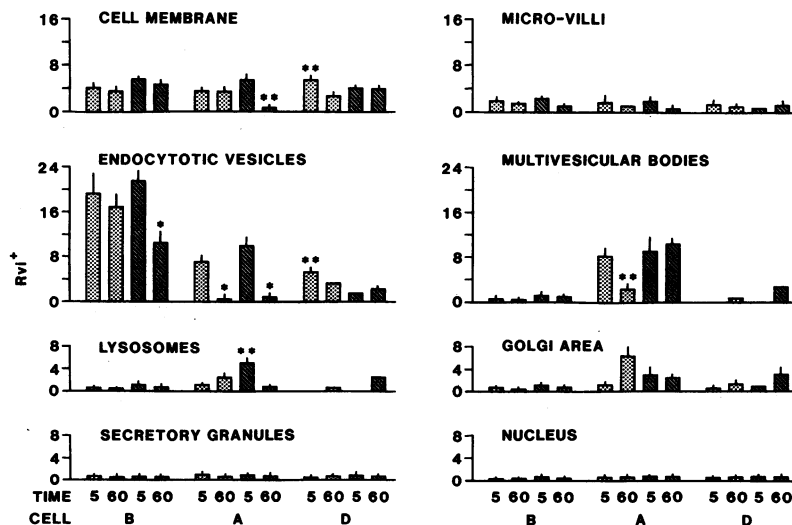 CELL MEMBRANE
16
8
0
**
**
MICRO-VILLI
16
8
0
ENDOCYTOTIC VESICLES
24
16
8
0
*
*
*
**
MULTIVESICULAR BODIES
24
16
8
0
**
Rvi+
LYSOSOMES
8
4
0
**
GOLGI AREA
8
4
0
SECRETORY GRANULES
8
4
0
NUCLEUS
8
4
0
TIME 5 60 5 60 5 60 5 60 5 60 5 60
CELL B A D
5 60 5 60 5 60 5 60 5 60 5 60
B A D